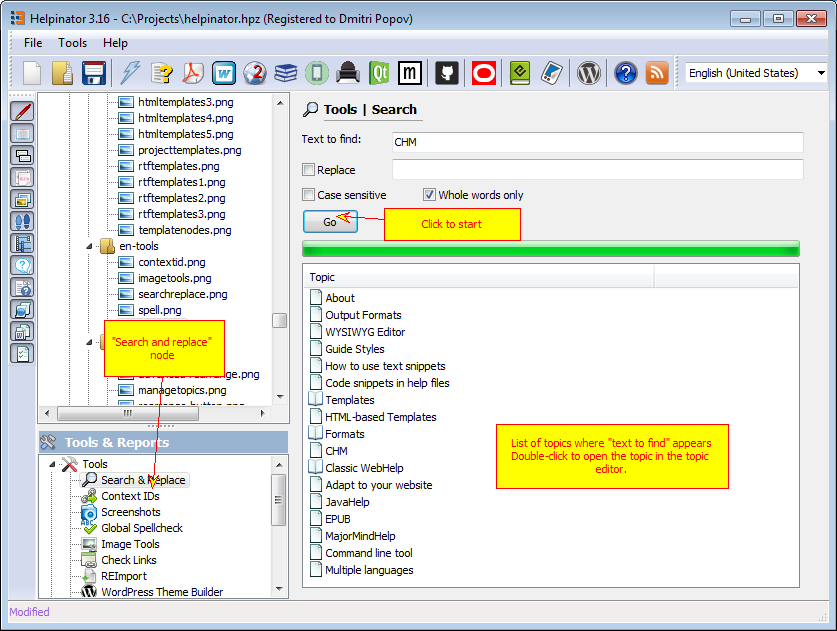 Helpinator 3.16 - C:\Projects\helpinator.hpz (Registered to Dmitri Popov)
File Tools Help
W 2 Qt m English (United States)
htmltemplates3.png
htmltemplates4.png
htmltemplates5.png
projecttemplates.png
rtftemplates.png
rtftemplates1.png
rtftemplates2.png
rtftemplates3.png
templatenodes.png
en-tools
contextid.png
imagetools.png
searchreplace.png
spell.png
"Search and replace"
node
managetopics.png
Tools & Reports
Tools
Search & Replace
Context IDs
Screenshots
Global Spellcheck
Image Tools
Check Links
REImport
WordPress Theme Builder
Tools | Search
Text to find: CHM
Replace
Case sensitive Whole words only
Go Click to start
Topic
About
Output Formats
WYSIWYG Editor
Guide Styles
How to use text snippets
Code snippets in help files
Templates
HTML-based Templates
Formats
CHM
Classic WebHelp
Adapt to your website
JavaHelp
EPUB
MajorMindHelp
Command line tool
Multiple languages
List of topics where "text to find" appears
Double-click to open the topic in the topic
editor.
Modified